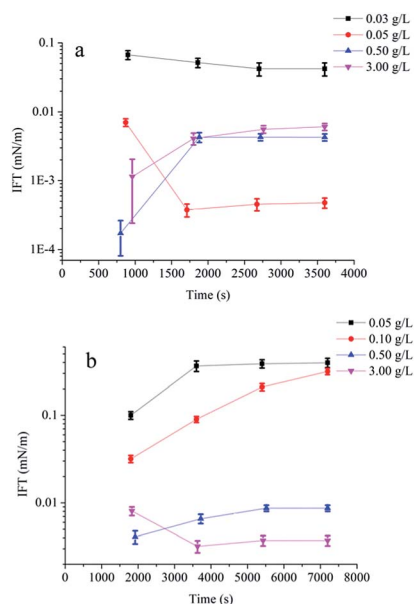 0.03 g/L
0.05 g/L
0.50 g/L
3.00 g/L
a
0.1
0.01
1E-3
1E-4
IFT (mN/m)
0 500 1000 1500 2000 2500 3000 3500 4000
Time (s)
0.05 g/L
0.10 g/L
0.50 g/L
3.00 g/L
b
0.1
0.01
IFT (mN/m)
0 1000 2000 3000 4000 5000 6000 7000 8000
Time (s)